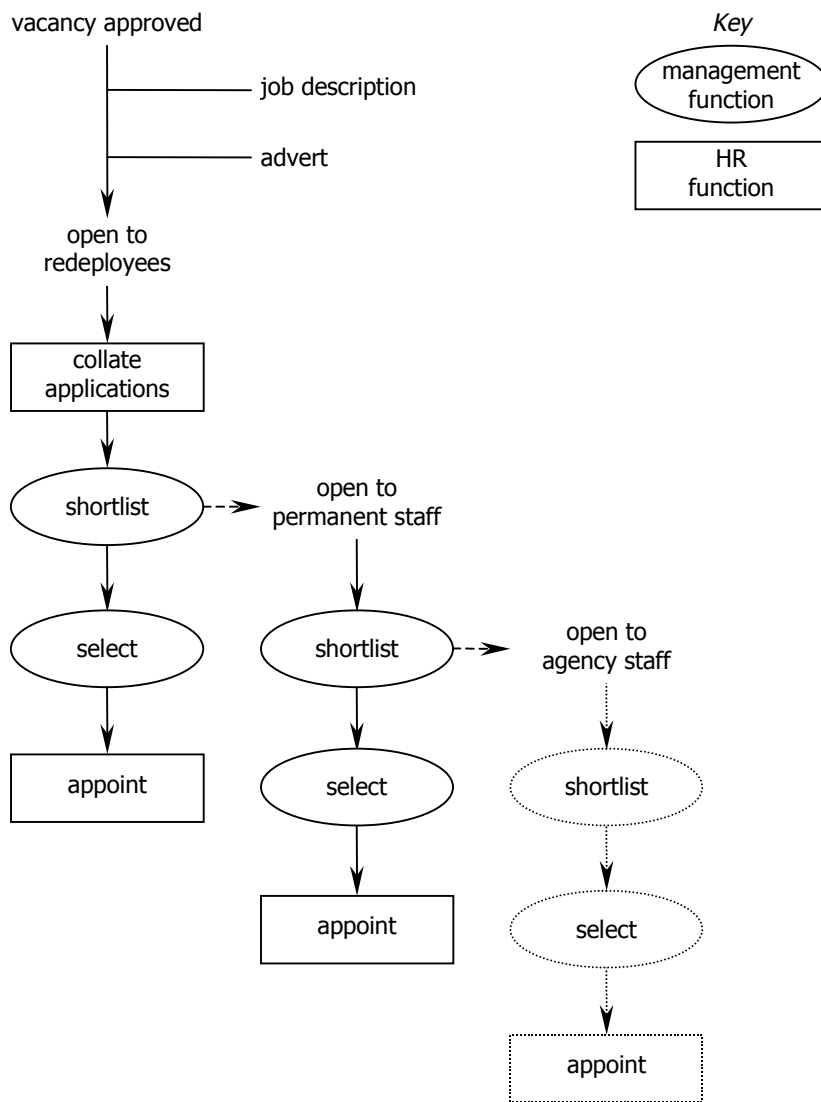 vacancy approved
Key
management
function
job description
advert
HR
function
open to
redeployees
collate
applications
shortlist
open to
permanent staff
select
shortlist
open to
agency staff
appoint
select
shortlist
appoint
select
appoint